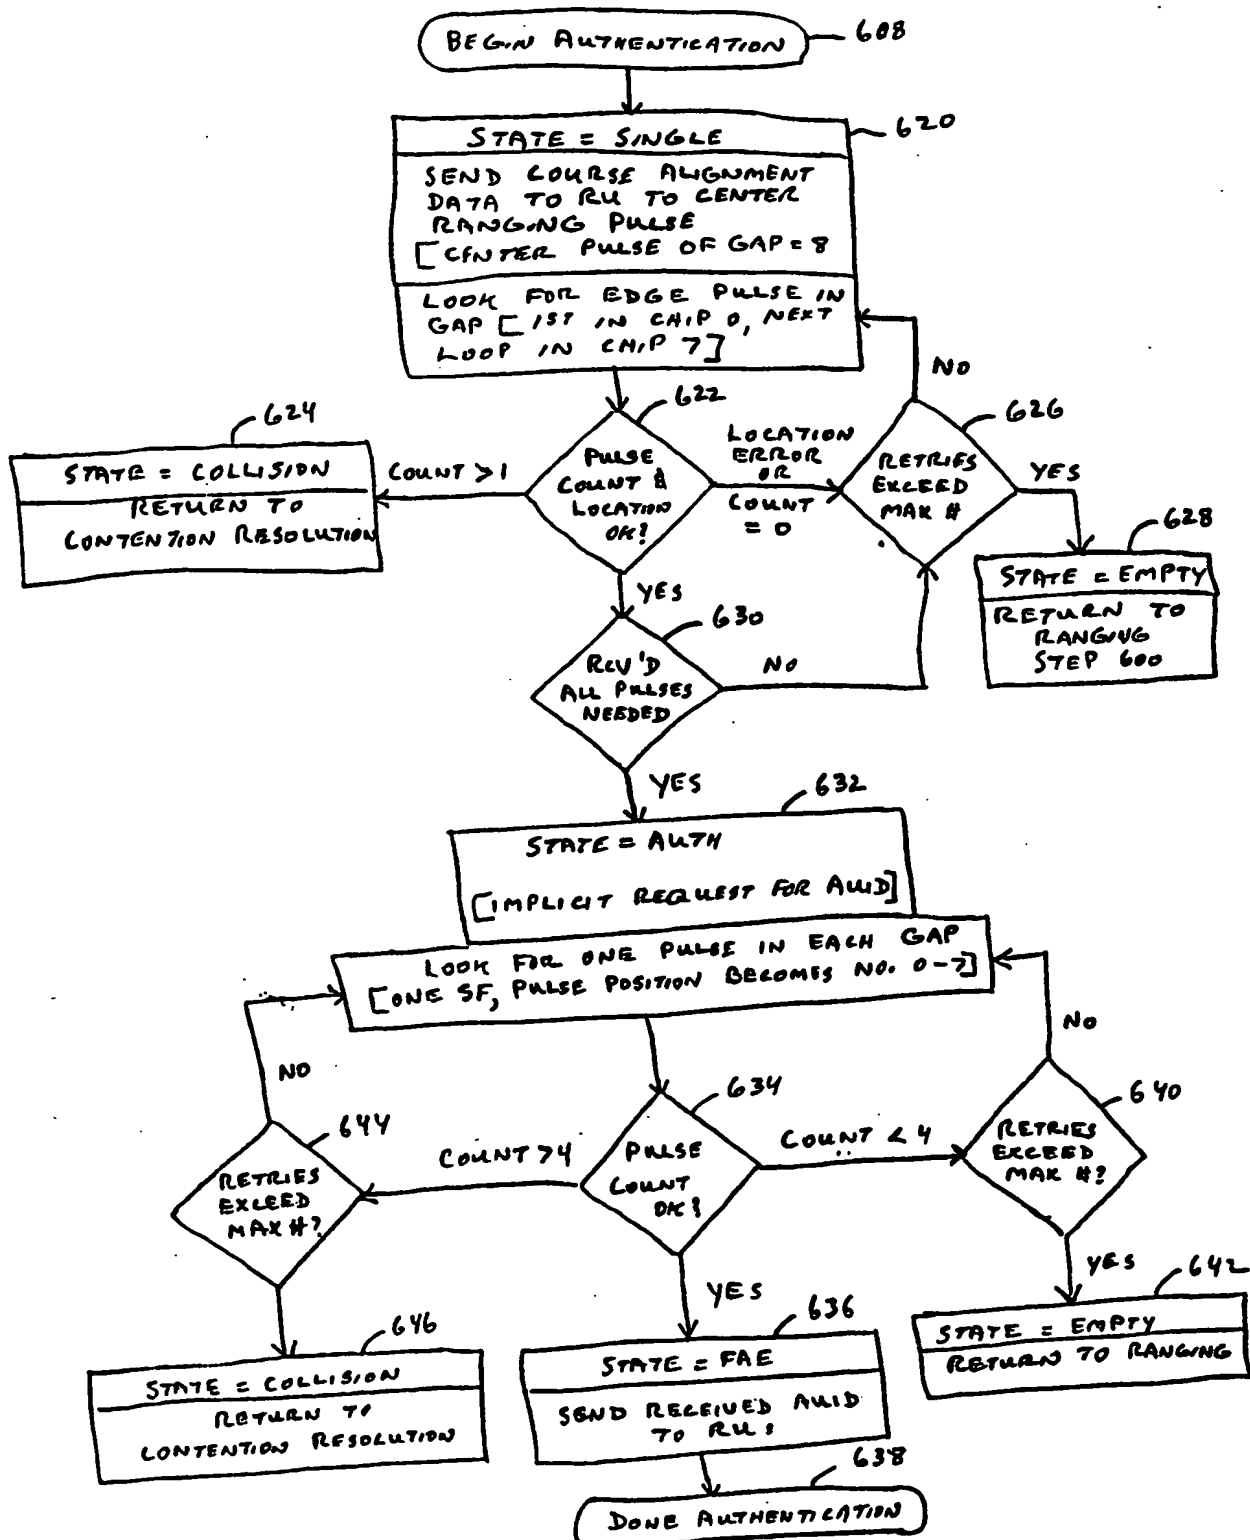 BEGIN AUTHENTICATION
608
620
STATE = SINGLE
SEND COURSE ALIGNMENT
DATA TO RU TO CENTER
RANGING PULSE
[CENTER PULSE OF GAP = 8
LOOK FOR EDGE PULSE IN
GAP [1ST IN CHIP 0, NEXT
LOOP IN CHIP 7]
NO
624
622
626
STATE = COLLISION
RETURN TO
CONTENTION RESOLUTION
COUNT >1
PULSE
COUNT &
LOCATION
OK?
LOCATION
ERROR
OR
COUNT
= 0
RETRIES
EXCEED
MAX #
YES
628
STATE = EMPTY
RETURN TO
RANGING
STEP 600
YES
630
RCV'D
ALL PULSES
NEEDED
NO
YES
632
STATE = AUTH
[IMPLICIT REQUEST FOR AUID]
LOOK FOR ONE PULSE IN EACH GAP
[ONE SF, PULSE POSITION BECOMES NO. 0-7]
NO
NO
644
634
640
RETRIES
EXCEED
MAX #?
COUNT >4
PULSE
COUNT
OK?
COUNT < 4
RETRIES
EXCEED
MAX #?
YES
YES
642
STATE = EMPTY
RETURN TO RANGING
646
STATE = COLLISION
RETURN TO
CONTENTION RESOLUTION
636
STATE = FAE
SEND RECEIVED AUID
TO RU:
638
DONE AUTHENTICATION